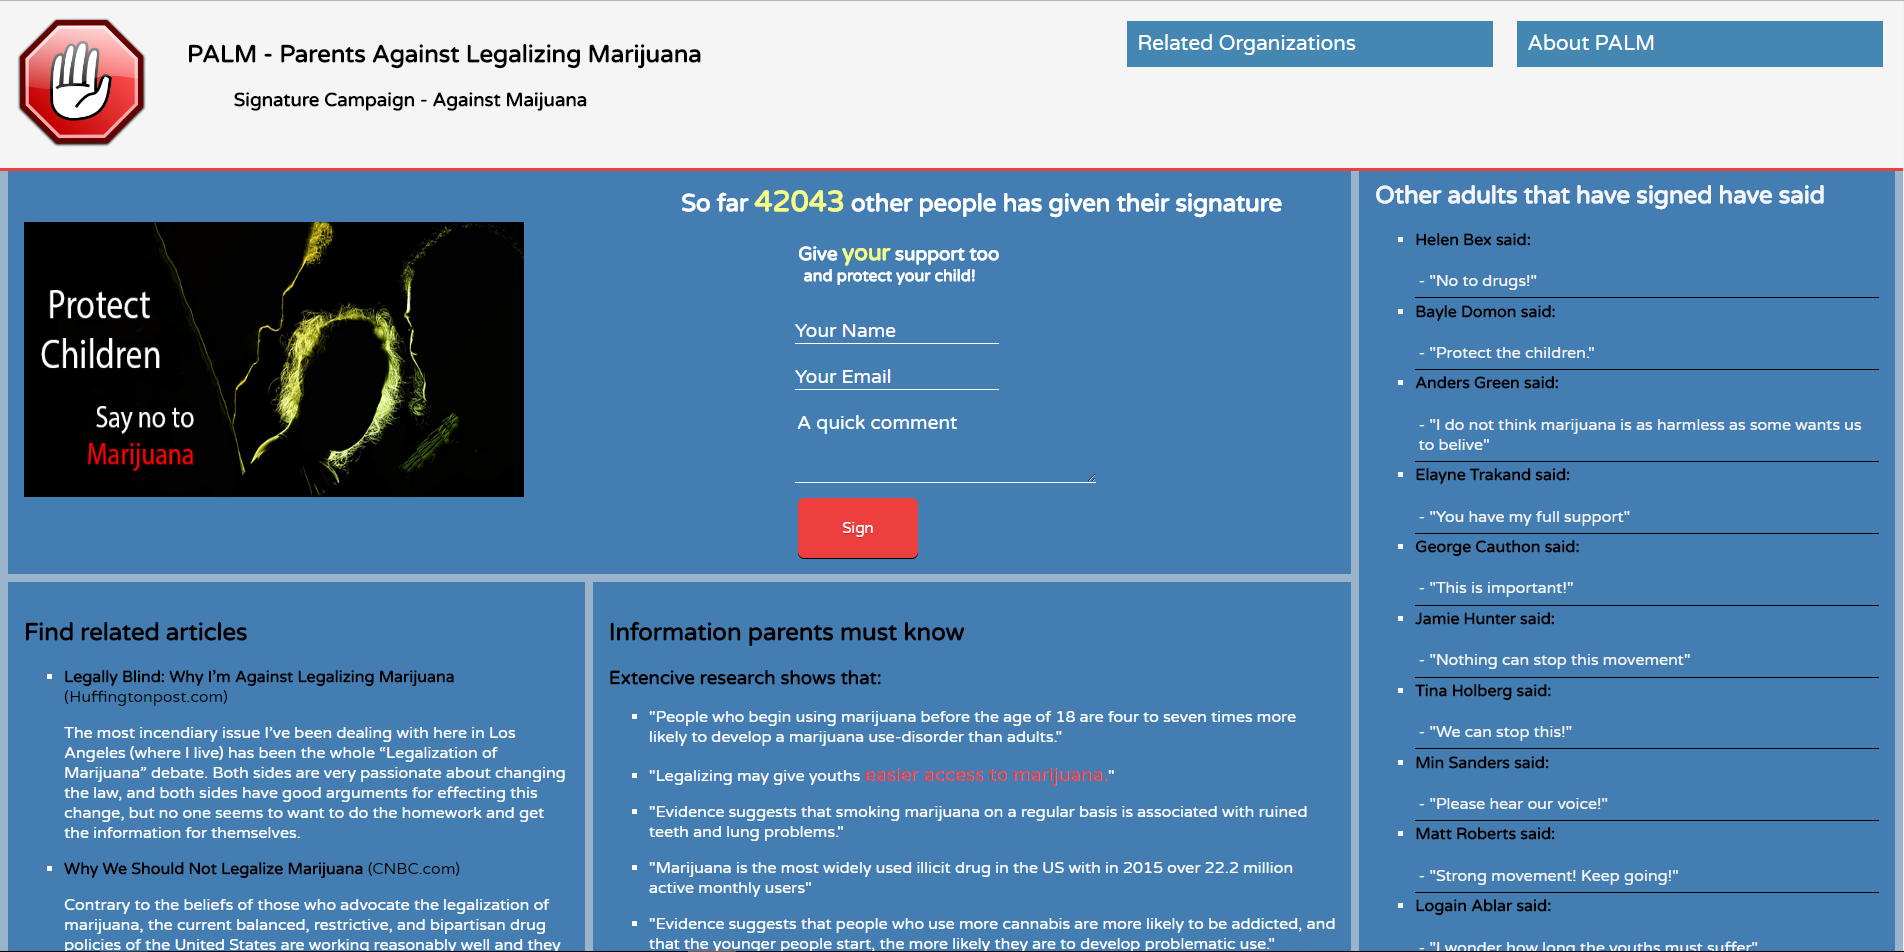 PALM - Parents Against Legalizing Marijuana
Signature Campaign - Against Maijuana
Related Organizations
About PALM
Protect
Children
Say no to
Marijuana
So far 42043 other people has given their signature
Give your support too
and protect your child!
Your Name
Your Email
A quick comment
Sign
Find related articles
Legally Blind: Why I'm Against Legalizing Marijuana
(Huffingtonpost.com)
The most incendiary issue I've been dealing with here in Los
Angeles (where I live) has been the whole “Legalization of
Marijuana” debate. Both sides are very passionate about changing
the law, and both sides have good arguments for effecting this
change, but no one seems to want to do the homework and get
the information for themselves.
Why We Should Not Legalize Marijuana (CNBC.com)
Contrary to the beliefs of those who advocate the legalization of
marijuana, the current balanced, restrictive, and bipartisan drug
policies of the United States are working reasonably well and they
Information parents must know
Extencive research shows that:
"People who begin using marijuana before the age of 18 are four to seven times more
likely to develop a marijuana use-disorder than adults."
"Legalizing may give youths easier access to marijuana."
"Evidence suggests that smoking marijuana on a regular basis is associated with ruined
teeth and lung problems."
"Marijuana is the most widely used illicit drug in the US with in 2015 over 22.2 million
active monthly users"
"Evidence suggests that people who use more cannabis are more likely to be addicted, and
that the younger people start, the more likely they are to develop problematic use."
Other adults that have signed have said
Helen Bex said:
- "No to drugs!"
Bayle Domon said:
- "Protect the children."
Anders Green said:
- "I do not think marijuana is as harmless as some wants us
to belive"
Elayne Trakand said:
- "You have my full support"
George Cauthon said:
- "This is important!"
Jamie Hunter said:
- "Nothing can stop this movement"
Tina Holberg said:
- "We can stop this!"
Min Sanders said:
- "Please hear our voice!"
Matt Roberts said:
- "Strong movement! Keep going!"
Logain Ablar said:
- "I wonder how long the youths must suffer"